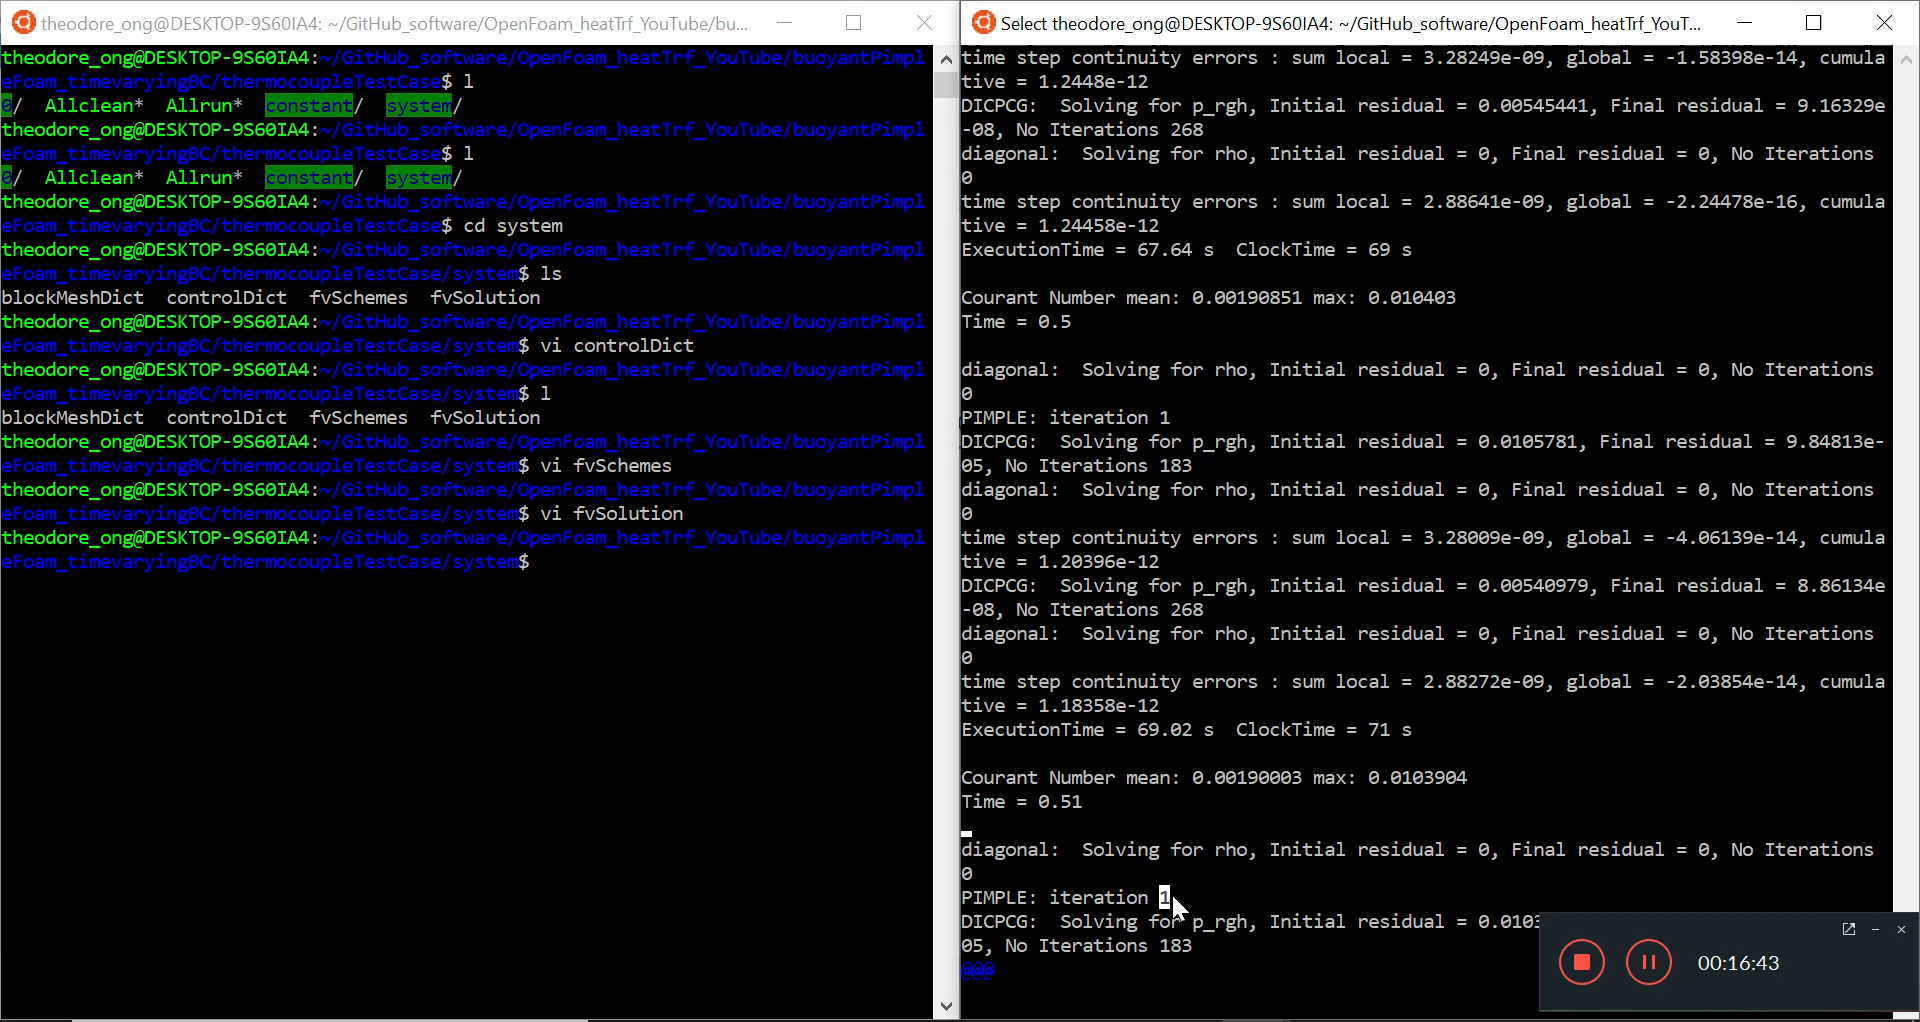 theodore_ong@DESKTOP-9S60IA4: ~/GitHub_software/OpenFoam_heatTrf_YouTube/bu...
theodore_ong@DESKTOP-9S60IA4:~/GitHub_software/OpenFoam_heatTrf_YouTube/buoyantPimpl
eFoam_timevaryingBC/thermocoupleTestCase$ l
0/  Allclean*  Allrun*  constant/  system/
theodore_ong@DESKTOP-9S60IA4:~/GitHub_software/OpenFoam_heatTrf_YouTube/buoyantPimpl
eFoam_timevaryingBC/thermocoupleTestCase$ l
0/  Allclean*  Allrun*  constant/  system/
theodore_ong@DESKTOP-9S60IA4:~/GitHub_software/OpenFoam_heatTrf_YouTube/buoyantPimpl
eFoam_timevaryingBC/thermocoupleTestCase$ cd system
theodore_ong@DESKTOP-9S60IA4:~/GitHub_software/OpenFoam_heatTrf_YouTube/buoyantPimpl
eFoam_timevaryingBC/thermocoupleTestCase/system$ ls
blockMeshDict  controlDict  fvSchemes  fvSolution
theodore_ong@DESKTOP-9S60IA4:~/GitHub_software/OpenFoam_heatTrf_YouTube/buoyantPimpl
eFoam_timevaryingBC/thermocoupleTestCase/system$ vi controlDict
theodore_ong@DESKTOP-9S60IA4:~/GitHub_software/OpenFoam_heatTrf_YouTube/buoyantPimpl
eFoam_timevaryingBC/thermocoupleTestCase/system$ l
blockMeshDict  controlDict  fvSchemes  fvSolution
theodore_ong@DESKTOP-9S60IA4:~/GitHub_software/OpenFoam_heatTrf_YouTube/buoyantPimpl
eFoam_timevaryingBC/thermocoupleTestCase/system$ vi fvSchemes
theodore_ong@DESKTOP-9S60IA4:~/GitHub_software/OpenFoam_heatTrf_YouTube/buoyantPimpl
eFoam_timevaryingBC/thermocoupleTestCase/system$ vi fvSolution
theodore_ong@DESKTOP-9S60IA4:~/GitHub_software/OpenFoam_heatTrf_YouTube/buoyantPimpl
eFoam_timevaryingBC/thermocoupleTestCase/system$
Select theodore_ong@DESKTOP-9S60IA4: ~/GitHub_software/OpenFoam_heatTrf_YouT...
time step continuity errors : sum local = 3.28249e-09, global = -1.58398e-14, cumula
tive = 1.2448e-12
DICPCG:  Solving for p_rgh, Initial residual = 0.00545441, Final residual = 9.16329e
-08, No Iterations 268
diagonal:  Solving for rho, Initial residual = 0, Final residual = 0, No Iterations
0
time step continuity errors : sum local = 2.88641e-09, global = -2.24478e-16, cumula
tive = 1.24458e-12
ExecutionTime = 67.64 s  ClockTime = 69 s
Courant Number mean: 0.00190851 max: 0.010403
Time = 0.5
diagonal:  Solving for rho, Initial residual = 0, Final residual = 0, No Iterations
0
PIMPLE: iteration 1
DICPCG:  Solving for p_rgh, Initial residual = 0.0105781, Final residual = 9.84813e-
05, No Iterations 183
diagonal:  Solving for rho, Initial residual = 0, Final residual = 0, No Iterations
0
time step continuity errors : sum local = 3.28009e-09, global = -4.06139e-14, cumula
tive = 1.20396e-12
DICPCG:  Solving for p_rgh, Initial residual = 0.00540979, Final residual = 8.86134e
-08, No Iterations 268
diagonal:  Solving for rho, Initial residual = 0, Final residual = 0, No Iterations
0
time step continuity errors : sum local = 2.88272e-09, global = -2.03854e-14, cumula
tive = 1.18358e-12
ExecutionTime = 69.02 s  ClockTime = 71 s
Courant Number mean: 0.00190003 max: 0.0103904
Time = 0.51
diagonal:  Solving for rho, Initial residual = 0, Final residual = 0, No Iterations
0
PIMPLE: iteration 1
DICPCG:  Solving for p_rgh, Initial residual = 0.010
05, No Iterations 183
@@@
00:16:43